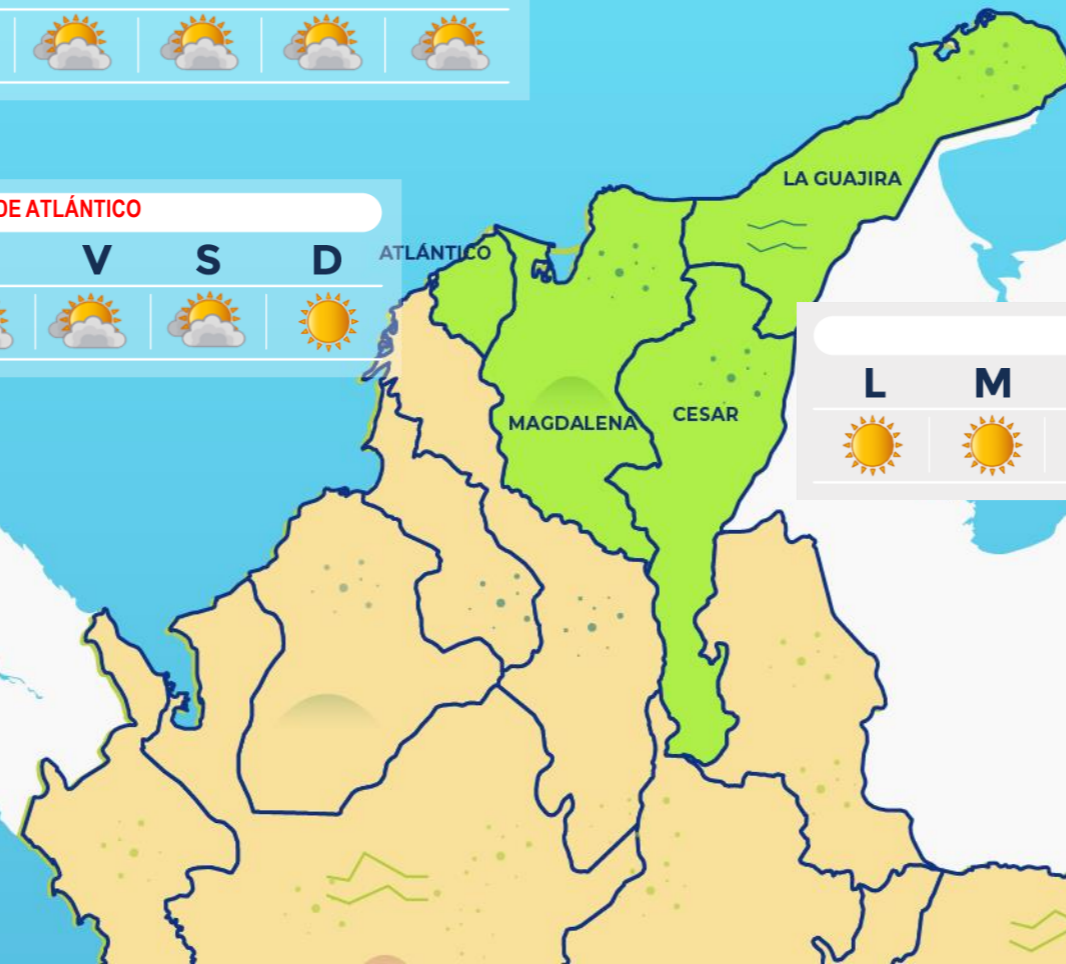 LA GUAJIRA
DE ATLÁNTICO
V S D
ATLÁNTICO
L M
MAGDALENA
CESAR